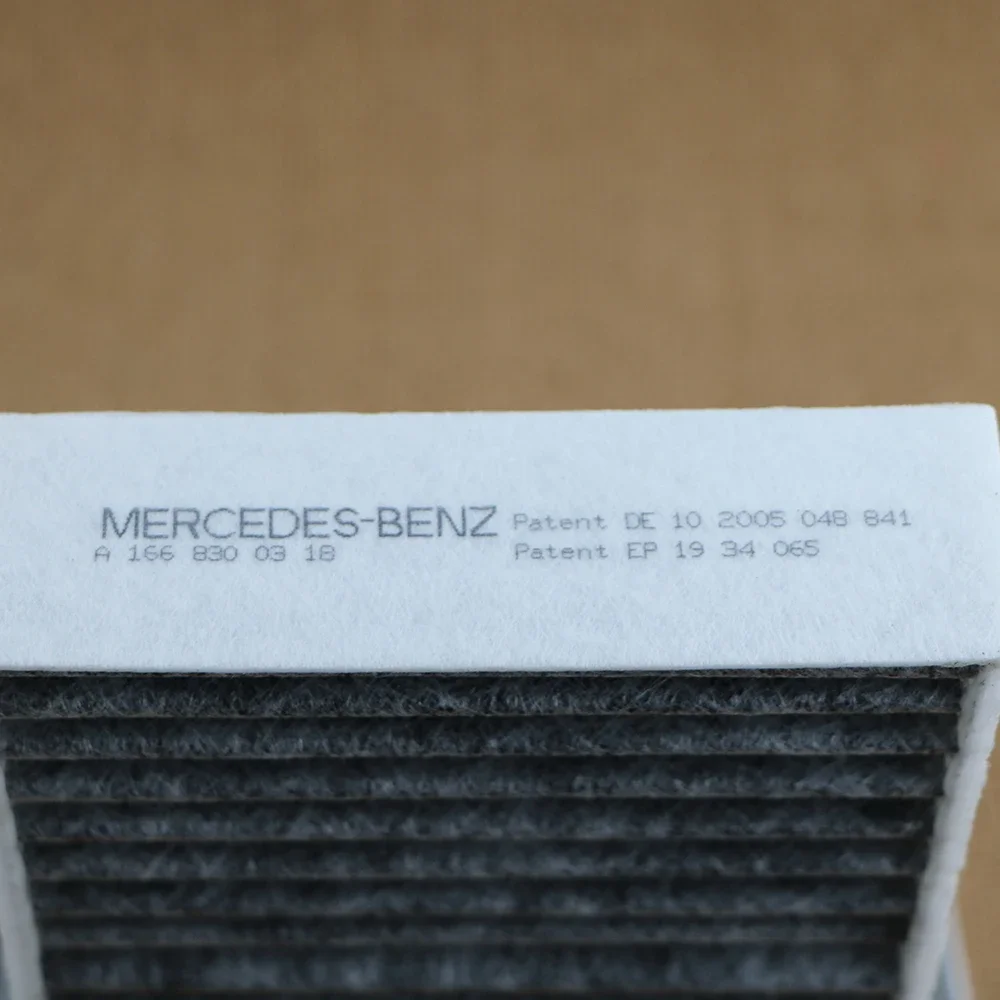 MERCEDES-BENZ
A 166 830 03 18
Patent DE 10 2005 048 841
Patent EP 19 34 065